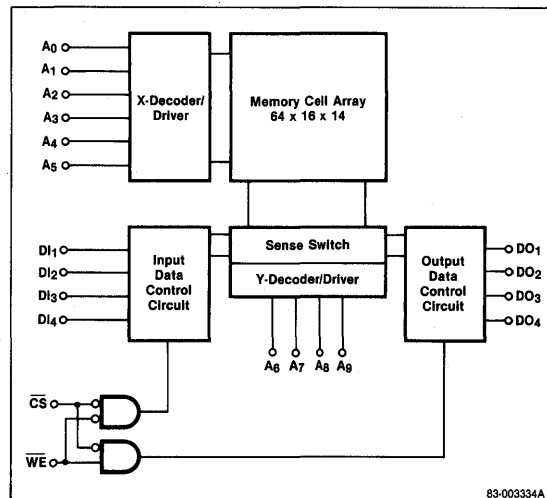 A0
A1
A2
A3
A4
A5
X-Decoder/
Driver
Memory Cell Array
64 x 16 x 14
DI1
DI2
DI3
DI4
Input
Data
Control
Circuit
Sense Switch
Y-Decoder/Driver
Output
Data
Control
Circuit
DO1
DO2
DO3
DO4
A6
A7
A8
A9
C̅S̅
W̅E̅
83-003334A